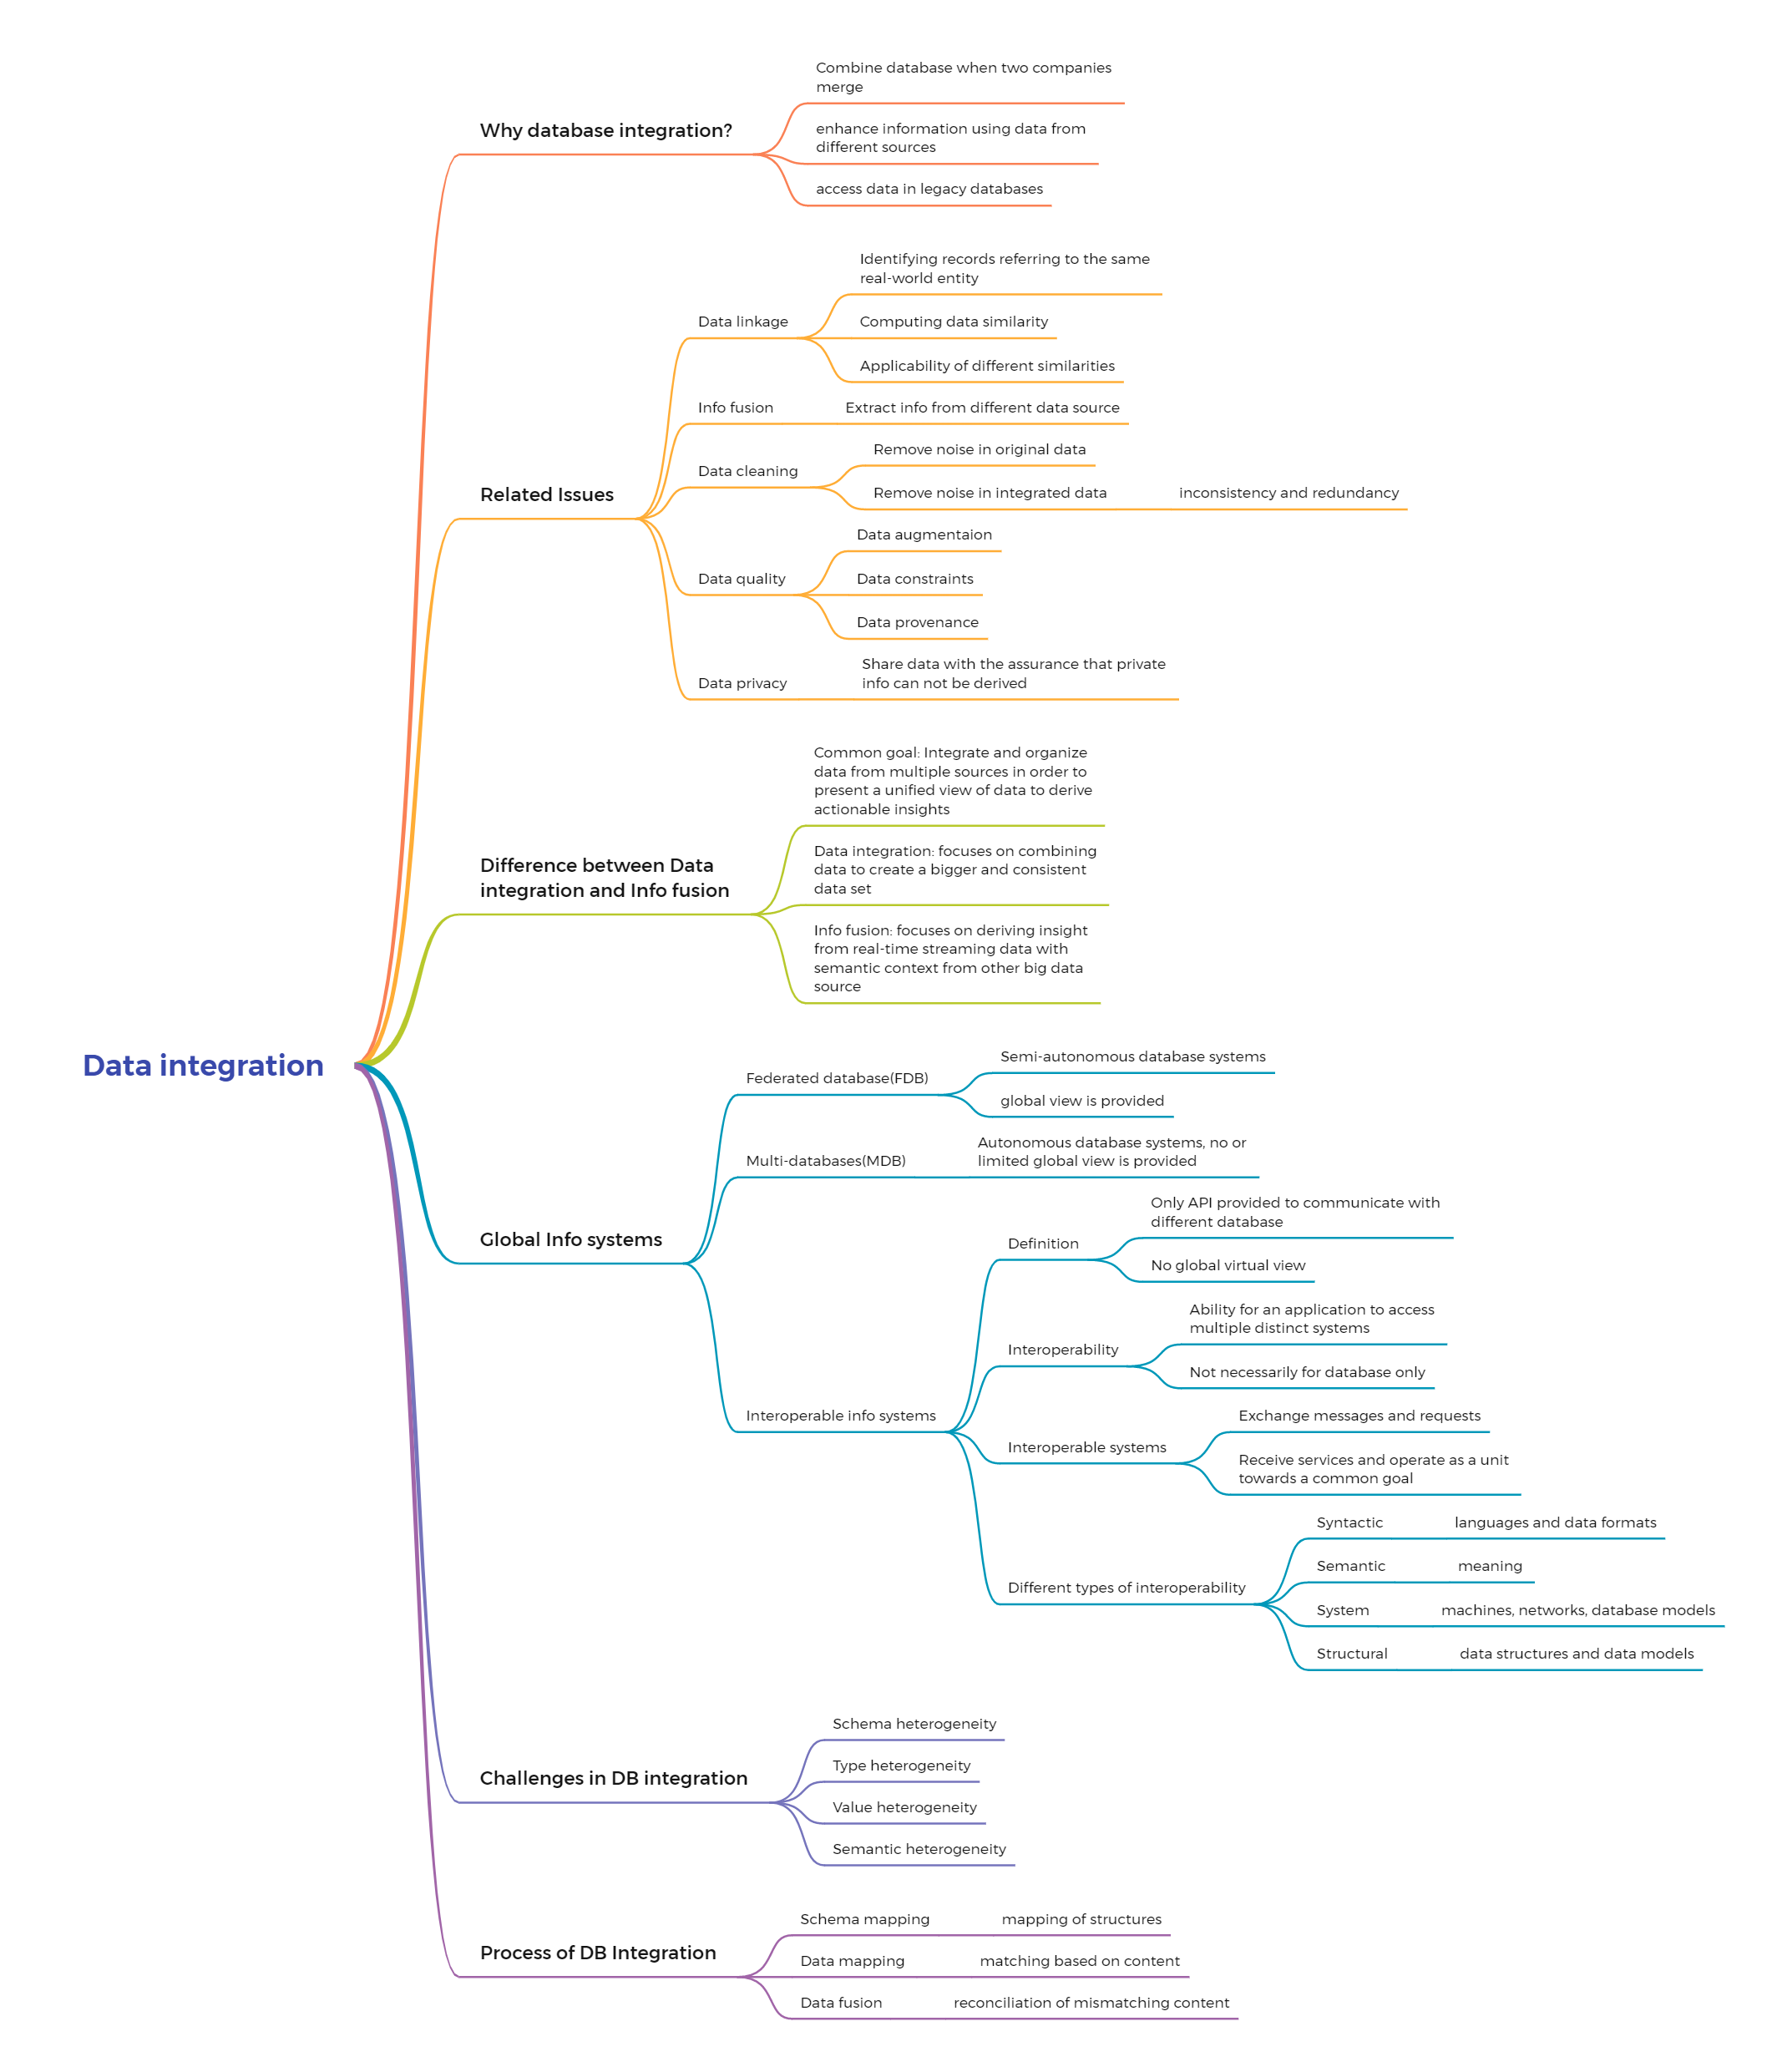 Data integration
Why database integration?
Combine database when two companies
merge
enhance information using data from
different sources
access data in legacy databases
Related Issues
Data linkage
Identifying records referring to the same
real-world entity
Computing data similarity
Applicability of different similarities
Info fusion
Extract info from different data source
Data cleaning
Remove noise in original data
Remove noise in integrated data
inconsistency and redundancy
Data quality
Data augmentaion
Data constraints
Data provenance
Data privacy
Share data with the assurance that private
info can not be derived
Difference between Data
integration and Info fusion
Common goal: Integrate and organize
data from multiple sources in order to
present a unified view of data to derive
actionable insights
Data integration: focuses on combining
data to create a bigger and consistent
data set
Info fusion: focuses on deriving insight
from real-time streaming data with
semantic context from other big data
source
Global Info systems
Federated database(FDB)
Semi-autonomous database systems
global view is provided
Multi-databases(MDB)
Autonomous database systems, no or
limited global view is provided
Interoperable info systems
Definition
Only API provided to communicate with
different database
No global virtual view
Interoperability
Ability for an application to access
multiple distinct systems
Not necessarily for database only
Interoperable systems
Exchange messages and requests
Receive services and operate as a unit
towards a common goal
Different types of interoperability
Syntactic
languages and data formats
Semantic
meaning
System
machines, networks, database models
Structural
data structures and data models
Challenges in DB integration
Schema heterogeneity
Type heterogeneity
Value heterogeneity
Semantic heterogeneity
Process of DB Integration
Schema mapping
mapping of structures
Data mapping
matching based on content
Data fusion
reconciliation of mismatching content